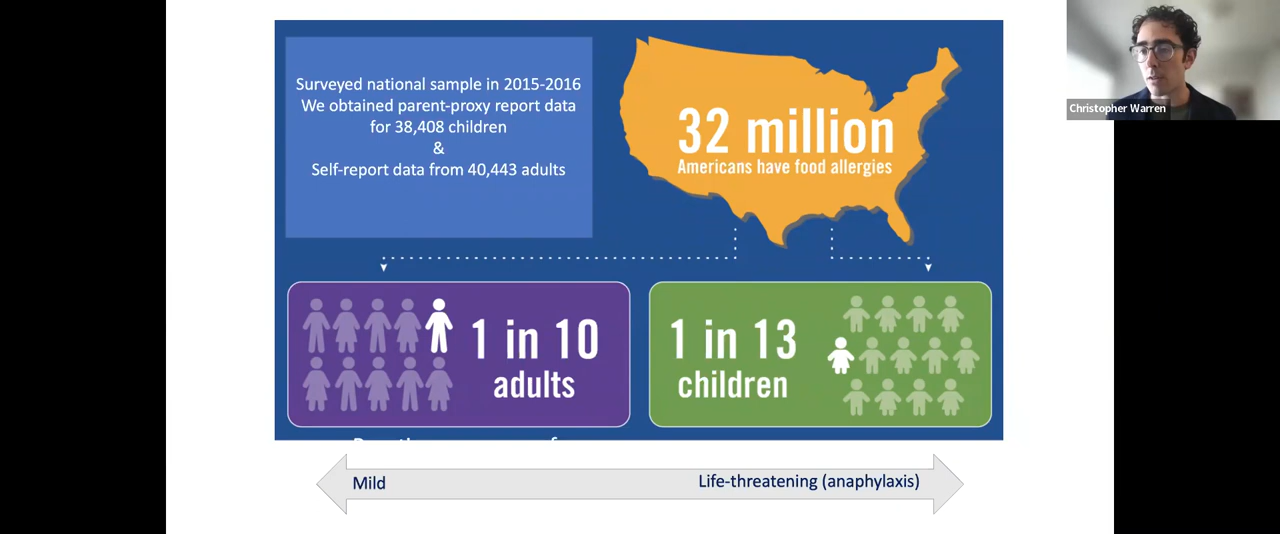 Surveyed national sample in 2015-2016
We obtained parent-proxy report data
for 38,408 children
&
Self-report data from 40,443 adults
32 million
Americans have food allergies
Christopher Warren
1 in 10
adults
1 in 13
children
Mild
Life-threatening (anaphylaxis)